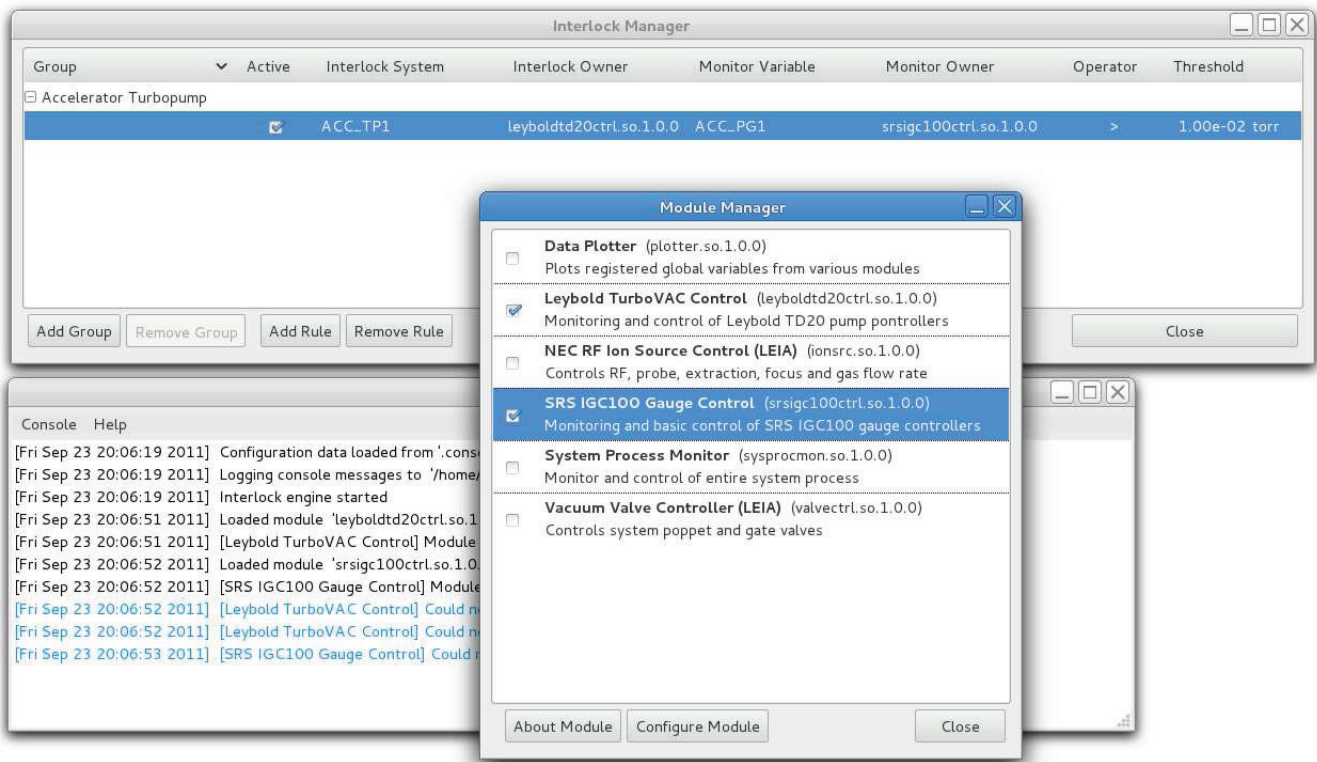 Interlock Manager
Group Active Interlock System Interlock Owner Monitor Variable Monitor Owner Operator Threshold
Accelerator Turbopump
ACC_TP1 leyboldtd20ctrl.so.1.0.0 ACC_PG1 srsigc100ctrl.so.1.0.0 > 1.00e-02 torr
Add Group Remove Group Add Rule Remove Rule Close
Module Manager
Data Plotter (plotter.so.1.0.0)
Plots registered global variables from various modules
Leybold TurboVAC Control (leyboldtd20ctrl.so.1.0.0)
Monitoring and control of Leybold TD20 pump pontrollers
NEC RF Ion Source Control (LEIA) (ionsrc.so.1.0.0)
Controls RF, probe, extraction, focus and gas flow rate
SRS IGC100 Gauge Control (srsigc100ctrl.so.1.0.0)
Monitoring and basic control of SRS IGC100 gauge controllers
System Process Monitor (sysprocmon.so.1.0.0)
Monitor and control of entire system process
Vacuum Valve Controller (LEIA) (valvectrl.so.1.0.0)
Controls system poppet and gate valves
About Module Configure Module Close
Console Help
[Fri Sep 23 20:06:19 2011] Configuration data loaded from '.cons
[Fri Sep 23 20:06:19 2011] Logging console messages to '/home/
[Fri Sep 23 20:06:19 2011] Interlock engine started
[Fri Sep 23 20:06:51 2011] Loaded module 'leyboldtd20ctrl.so.1
[Fri Sep 23 20:06:51 2011] [Leybold TurboVAC Control] Module
[Fri Sep 23 20:06:52 2011] Loaded module 'srsigc100ctrl.so.1.0.
[Fri Sep 23 20:06:52 2011] [SRS IGC100 Gauge Control] Module
[Fri Sep 23 20:06:52 2011] [Leybold TurboVAC Control] Could n
[Fri Sep 23 20:06:52 2011] [Leybold TurboVAC Control] Could n
[Fri Sep 23 20:06:53 2011] [SRS IGC100 Gauge Control] Could